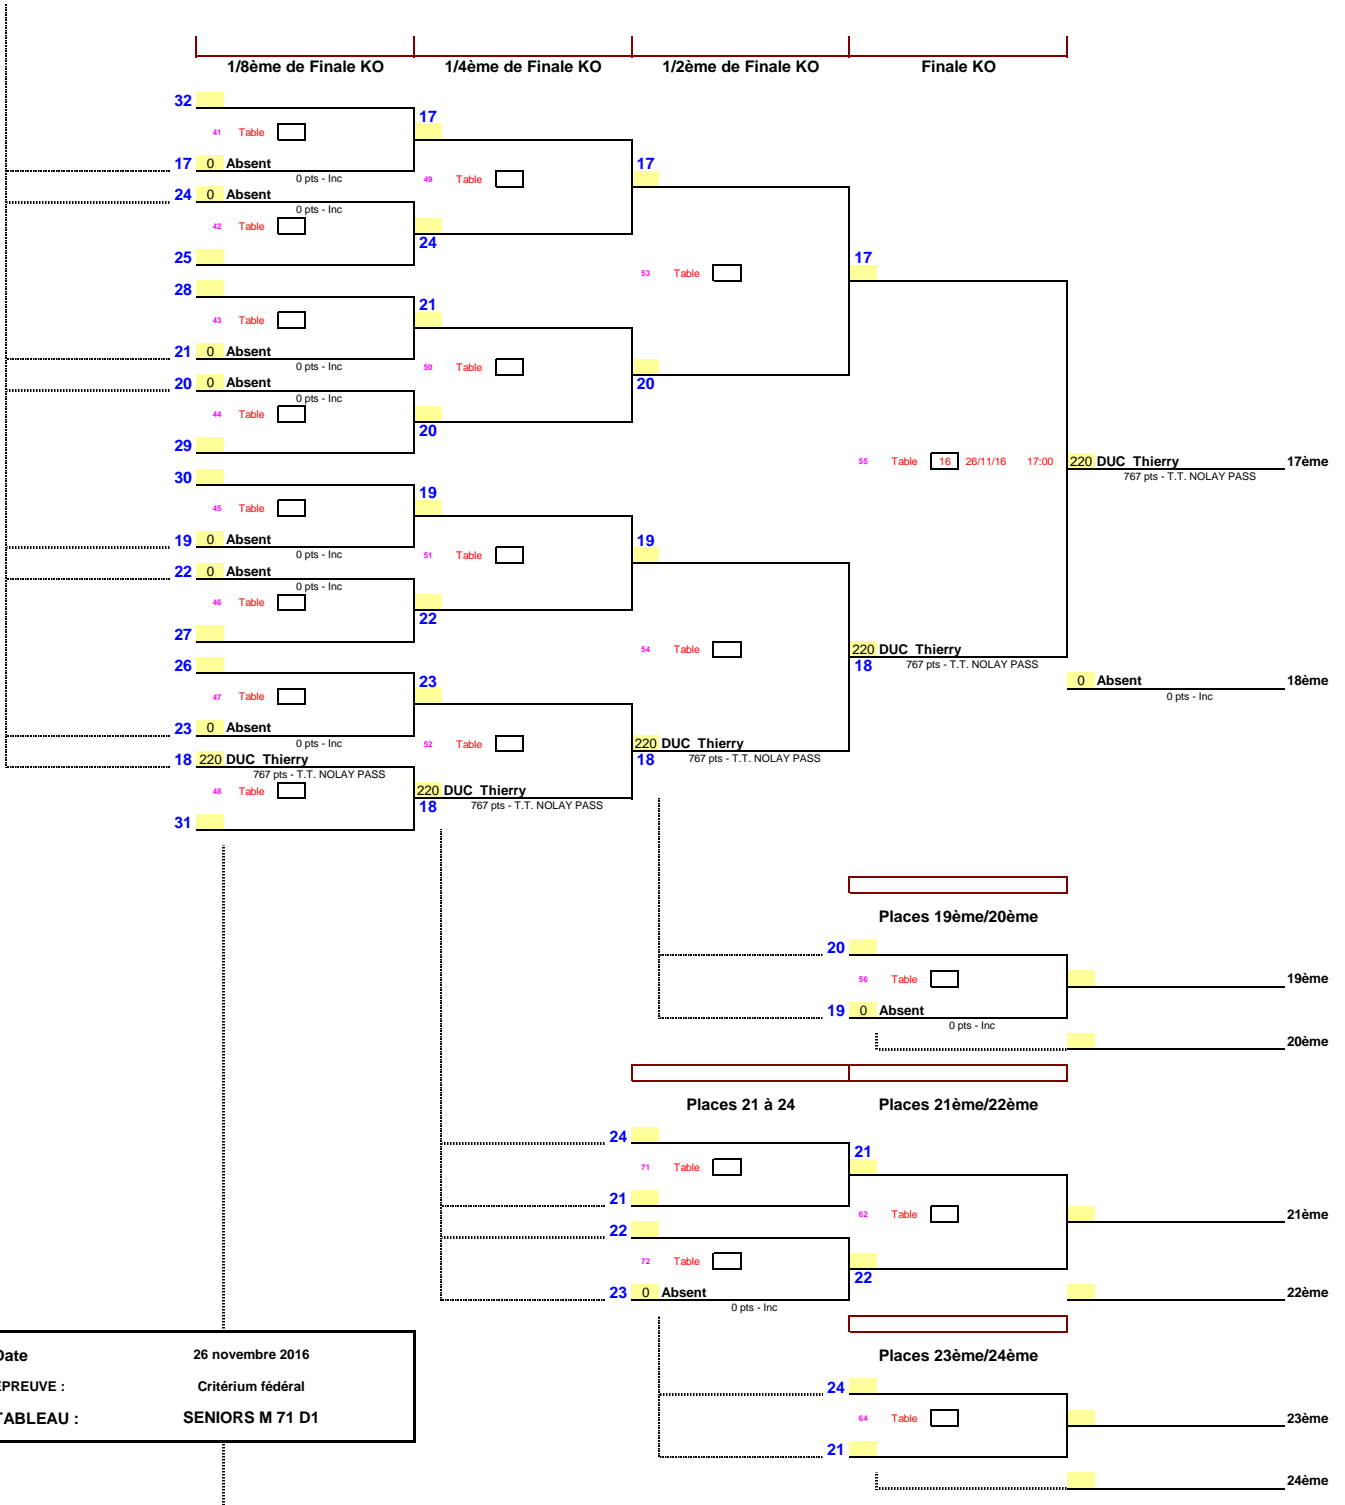 1/8ème de Finale KO 1/4ème de Finale KO 1/2ème de Finale KO Finale KO
32
17
41 Table
17 0 Absent 17
0 pts - Inc 49 Table
24 0 Absent
0 pts - Inc
42 Table
24
25 17
53 Table
28
21
43 Table
21 0 Absent
0 pts - Inc 50 Table
20 0 Absent 20
0 pts - Inc
44 Table
20
29
55 Table 16 26/11/16 17:00 220 DUC Thierry 17ème
767 pts - T.T. NOLAY PASS
30
19
45 Table
19 0 Absent 19
0 pts - Inc 51 Table
22 0 Absent
0 pts - Inc
46 Table
22
27
54 Table 220 DUC Thierry
18 767 pts - T.T. NOLAY PASS
26
23 0 Absent 18ème
0 pts - Inc
47 Table
23 0 Absent
0 pts - Inc 52 Table 220 DUC Thierry
18 220 DUC Thierry 18 767 pts - T.T. NOLAY PASS
767 pts - T.T. NOLAY PASS
48 Table 220 DUC Thierry
18 767 pts - T.T. NOLAY PASS
31
Places 19ème/20ème
20
56 Table 19ème
19 0 Absent
0 pts - Inc
20ème
Places 21 à 24 Places 21ème/22ème
24
21
71 Table
21
62 Table 21ème
22
72 Table
22
23 0 Absent 22ème
0 pts - Inc
Date 26 novembre 2016 Places 23ème/24ème
EPREUVE : Critérium fédéral 24
TABLEAU : SENIORS M 71 D1 64 Table 23ème
21
24ème